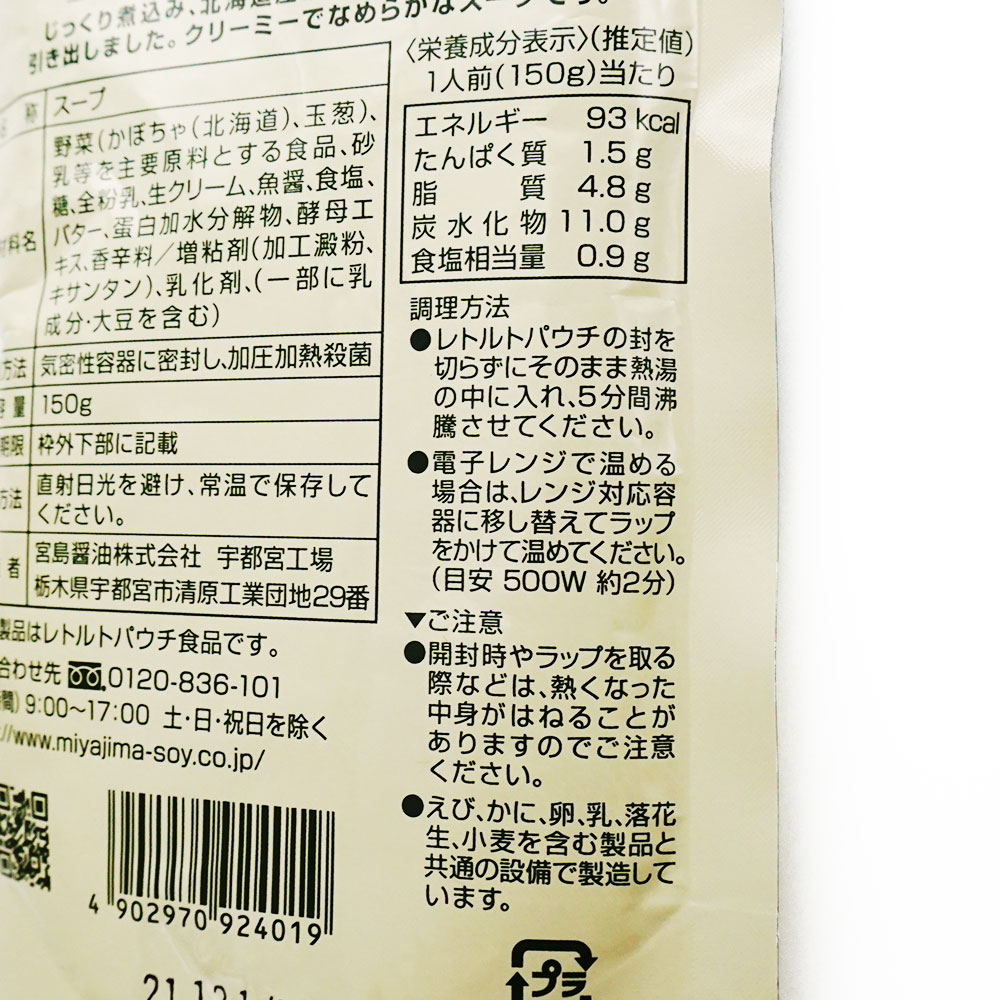 じっくり煮込み、北海道
引き出しました。クリーミーでなめらかなスープです。
称 スープ
野菜(かぼちゃ(北海道)、玉葱)、
乳等を主要原料とする食品、砂
糖、全粉乳、生クリーム、魚醤、食塩、
バター、蛋白加水分解物、酵母エ
材料名
キス、香辛料/増粘剤(加工澱粉、
キサンタン)、乳化剤、(一部に乳
成分・大豆を含む)
方法 気密性容器に密封し、加圧加熱殺菌
容量 150g
期限 枠外下部に記載
方法 直射日光を避け、常温で保存して
ください。
者 宮島醤油株式会社 宇都宮工場
栃木県宇都宮市清原工業団地29番
製品はレトルトパウチ食品です。
合わせ先 0120-836-101
間) 9:00〜17:00 土・日・祝日を除く
//www.miyajima-soy.co.jp/
4 902970 924019
21.12.1
〈栄養成分表示〉(推定値)
1人前(150g)当たり
エネルギー 93 kcal
たんぱく質 1.5 g
脂質 4.8 g
炭水化物 11.0 g
食塩相当量 0.9 g
調理方法
●レトルトパウチの封を
切らずにそのまま熱湯
の中に入れ、5分間沸
騰させてください。
●電子レンジで温める
場合は、レンジ対応容
器に移し替えてラップ
をかけて温めてください。
(目安 500W 約2分)
▼ご注意
●開封時やラップを取る
際などは、熱くなった
中身がはねることが
ありますのでご注意
ください。
●えび、かに、卵、乳、落花
生、小麦を含む製品と
共通の設備で製造して
います。
プラ